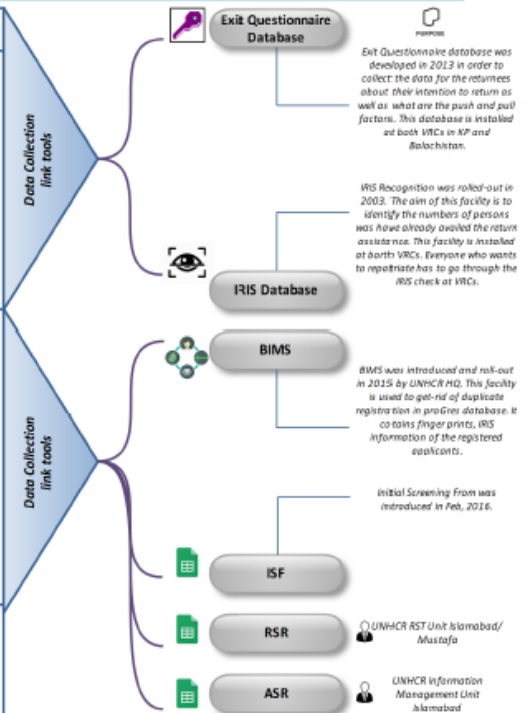 Data Collection
link tools
Exit Questionnaire
Database
PURPOSE
Exit Questionnaire database was
developed in 2013 in order to
collect the data for the returnees
about their intention to return as
well as what are the push and pull
factors. This database is installed
at both VRCs in KP and
Balochistan.
IRIS Recognition was rolled-out in
2003. The aim of this facility is to
identify the numbers of persons
was have already availed the return
assistance. This facility is installed
at borth VRCs. Everyone who wants
to repatriate has to go through the
IRIS check at VRCs.
IRIS Database
Data Collection
link tools
BIMS
BIMS was introduced and roll-out
in 2015 by UNHCR HQ. This facility
is used to get-rid of duplicate
registration in proGres database. It
contains finger prints, IRIS
information of the registered
applicants.
Initial Screening From was
introduced in Feb, 2016.
ISF
RSR
UNHCR RST Unit Islamabad/
Mustafa
ASR
UNHCR Information
Management Unit
Islamabad